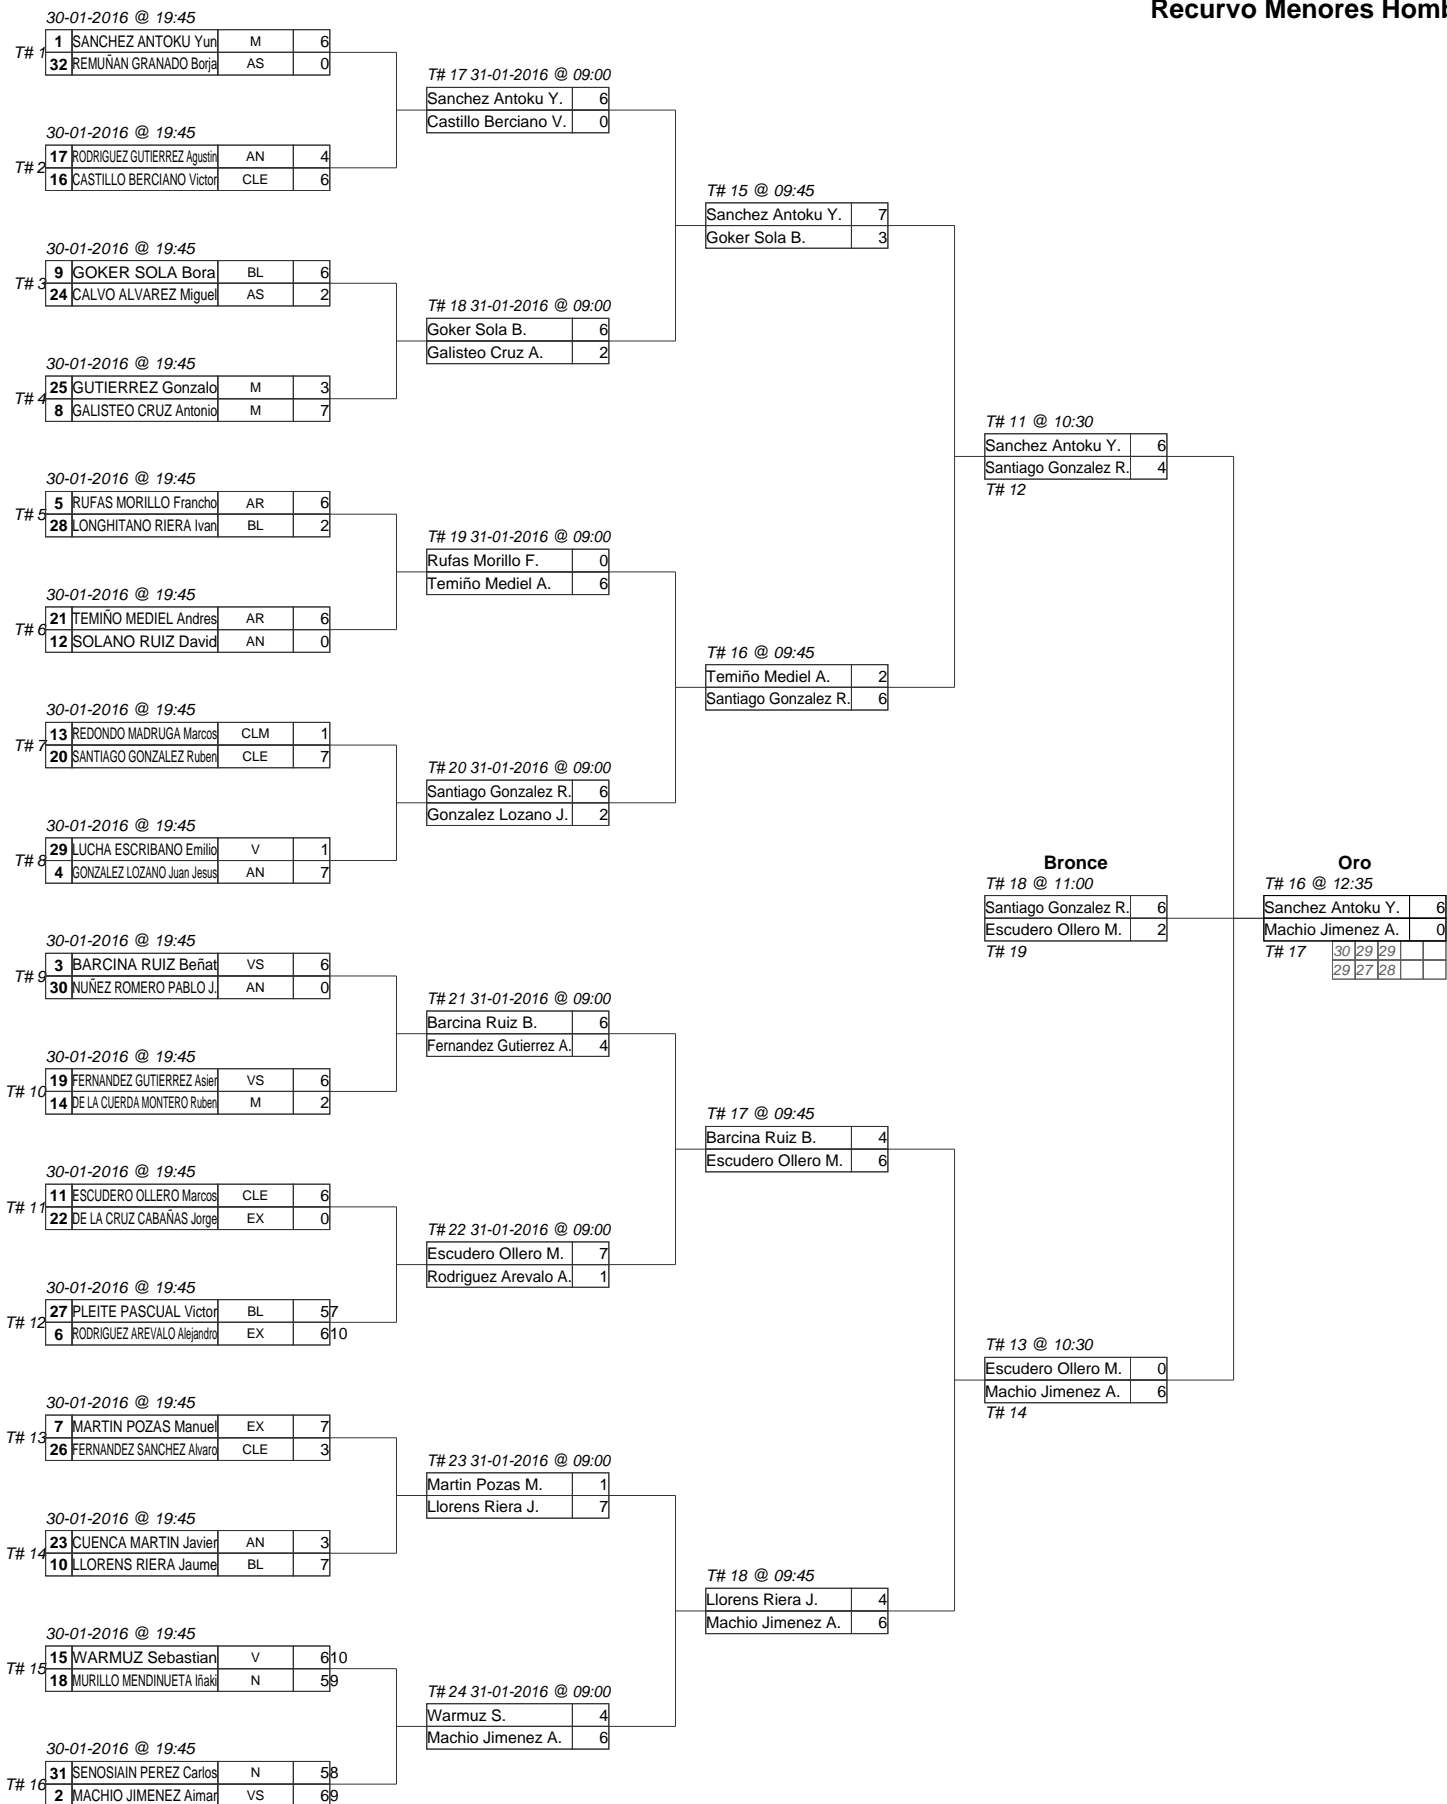 Recurvo Menores Homb
30-01-2016 @ 19:45
T# 1
1 SANCHEZ ANTOKU Yun M 6
32 REMUÑAN GRANADO Borja AS 0
30-01-2016 @ 19:45
T# 2
17 RODRIGUEZ GUTIERREZ Agustin AN 4
16 CASTILLO BERCIANO Victor CLE 6
30-01-2016 @ 19:45
T# 3
9 GOKER SOLA Bora BL 6
24 CALVO ALVAREZ Miguel AS 2
30-01-2016 @ 19:45
T# 4
25 GUTIERREZ Gonzalo M 3
8 GALISTEO CRUZ Antonio M 7
30-01-2016 @ 19:45
T# 5
5 RUFAS MORILLO Francho AR 6
28 LONGHITANO RIERA Ivan BL 2
30-01-2016 @ 19:45
T# 6
21 TEMIÑO MEDIEL Andres AR 6
12 SOLANO RUIZ David AN 0
30-01-2016 @ 19:45
T# 7
13 REDONDO MADRUGA Marcos CLM 1
20 SANTIAGO GONZALEZ Ruben CLE 7
30-01-2016 @ 19:45
T# 8
29 LUCHA ESCRIBANO Emilio V 1
4 GONZALEZ LOZANO Juan Jesus AN 7
30-01-2016 @ 19:45
T# 9
3 BARCINA RUIZ Beñat VS 6
30 NUÑEZ ROMERO PABLO J. AN 0
30-01-2016 @ 19:45
T# 10
19 FERNANDEZ GUTIERREZ Asier VS 6
14 DE LA CUERDA MONTERO Ruben M 2
30-01-2016 @ 19:45
T# 11
11 ESCUDERO OLLERO Marcos CLE 6
22 DE LA CRUZ CABAÑAS Jorge EX 0
30-01-2016 @ 19:45
T# 12
27 PLEITE PASCUAL Victor BL 5 7
6 RODRIGUEZ AREVALO Alejandro EX 6 10
30-01-2016 @ 19:45
T# 13
7 MARTIN POZAS Manuel EX 7
26 FERNANDEZ SANCHEZ Alvaro CLE 3
30-01-2016 @ 19:45
T# 14
23 CUENCA MARTIN Javier AN 3
10 LLORENS RIERA Jaume BL 7
30-01-2016 @ 19:45
T# 15
15 WARMUZ Sebastian V 6 10
18 MURILLO MENDINUETA Iñaki N 5 9
30-01-2016 @ 19:45
T# 16
31 SENOSIAIN PEREZ Carlos N 5 8
2 MACHIO JIMENEZ Aimar VS 6 9
T# 17 31-01-2016 @ 09:00
Sanchez Antoku Y. 6
Castillo Berciano V. 0
T# 18 31-01-2016 @ 09:00
Goker Sola B. 6
Galisteo Cruz A. 2
T# 19 31-01-2016 @ 09:00
Rufas Morillo F. 0
Temiño Mediel A. 6
T# 20 31-01-2016 @ 09:00
Santiago Gonzalez R. 6
Gonzalez Lozano J. 2
T# 21 31-01-2016 @ 09:00
Barcina Ruiz B. 6
Fernandez Gutierrez A. 4
T# 22 31-01-2016 @ 09:00
Escudero Ollero M. 7
Rodriguez Arevalo A. 1
T# 23 31-01-2016 @ 09:00
Martin Pozas M. 1
Llorens Riera J. 7
T# 24 31-01-2016 @ 09:00
Warmuz S. 4
Machio Jimenez A. 6
T# 15 @ 09:45
Sanchez Antoku Y. 7
Goker Sola B. 3
T# 16 @ 09:45
Temiño Mediel A. 2
Santiago Gonzalez R. 6
T# 17 @ 09:45
Barcina Ruiz B. 4
Escudero Ollero M. 6
T# 18 @ 09:45
Llorens Riera J. 4
Machio Jimenez A. 6
T# 11 @ 10:30
Sanchez Antoku Y. 6
Santiago Gonzalez R. 4
T# 12
Bronce
T# 18 @ 11:00
Santiago Gonzalez R. 6
Escudero Ollero M. 2
T# 19
T# 13 @ 10:30
Escudero Ollero M. 0
Machio Jimenez A. 6
T# 14
Oro
T# 16 @ 12:35
Sanchez Antoku Y. 6
Machio Jimenez A. 0
T# 17 30 29 29
29 27 28